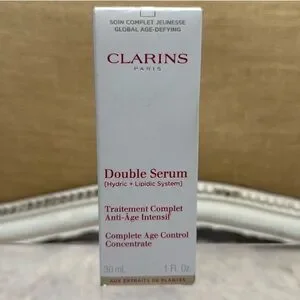 SOIN COMPLET JEUNESSE
GLOBAL AGE-DEFYING
CLARINS
PARIS
Double Serum
[Hydric + Lipidic System]
Traitement Complet
Anti-Âge Intensif
Complete Age Control
Concentrate
30 mL 1 Fl. Oz
AUX EXTRAITS DE PLANTES